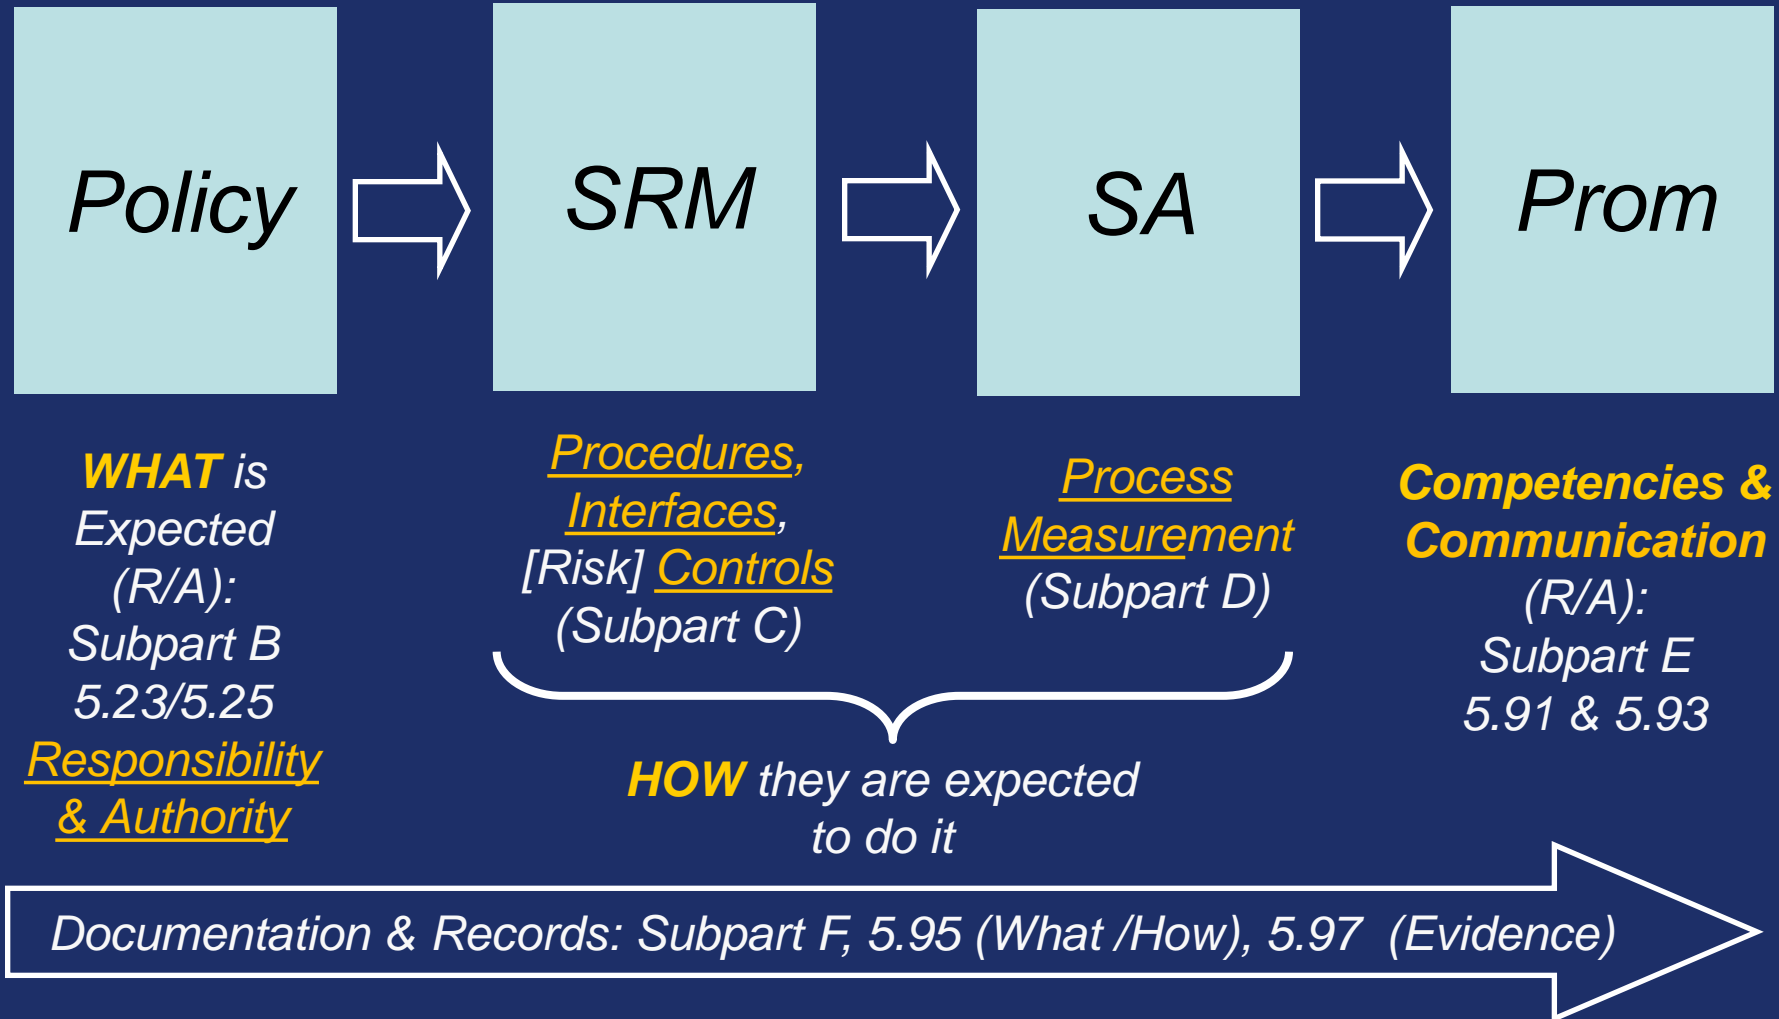 Policy
SRM
SA
Prom
WHAT is
Expected
(R/A):
Subpart B
5.23/5.25
Responsibility
& Authority
Procedures,
Interfaces,
[Risk] Controls
(Subpart C)
Process
Measurement
(Subpart D)
Competencies &
Communication
(R/A):
Subpart E
5.91 & 5.93
HOW they are expected
to do it
Documentation & Records: Subpart F, 5.95 (What /How), 5.97 (Evidence)